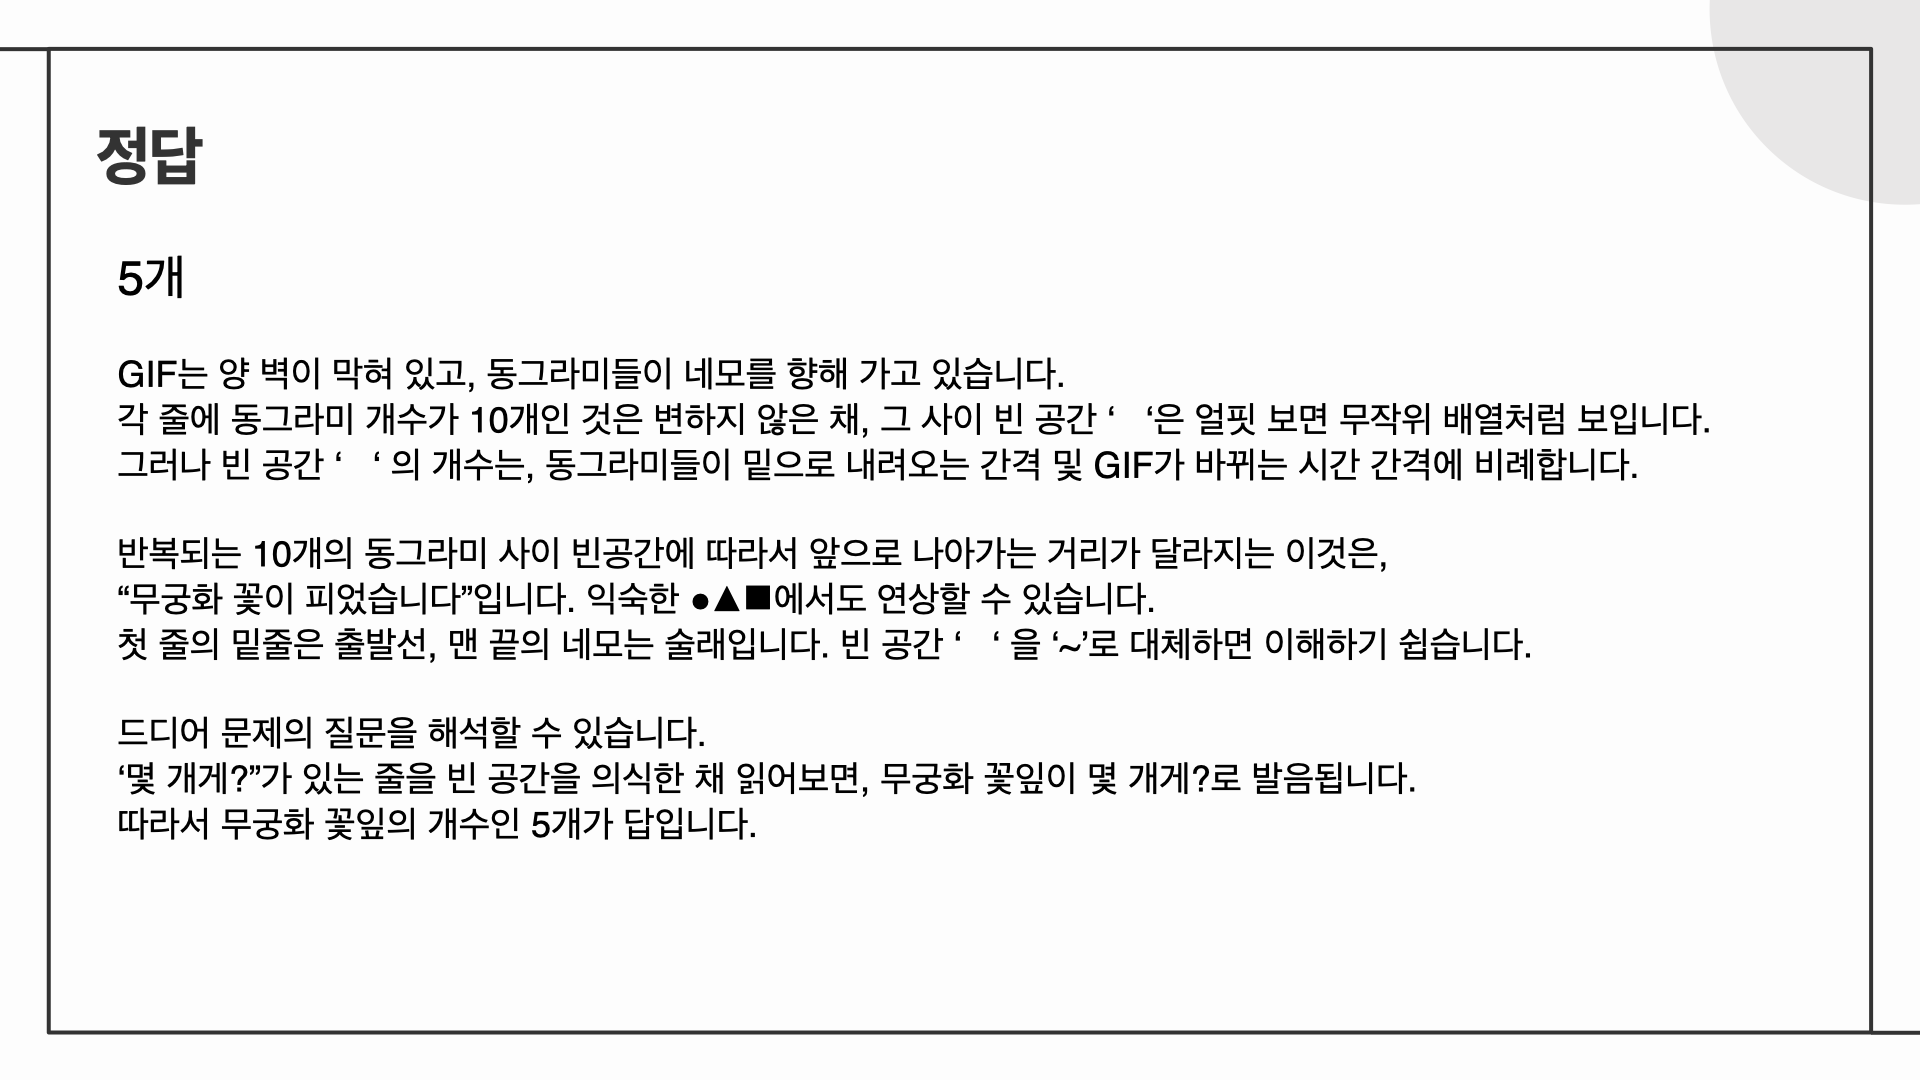 정답
5개
GIF는 양 벽이 막혀 있고, 동그라미들이 네모를 향해 가고 있습니다.
각 줄에 동그라미 개수가 10개인 것은 변하지 않은 채, 그 사이 빈 공간 ‘   ‘은 얼핏 보면 무작위 배열처럼 보입니다.
그러나 빈 공간 ‘   ‘ 의 개수는, 동그라미들이 밑으로 내려오는 간격 및 GIF가 바뀌는 시간 간격에 비례합니다.
반복되는 10개의 동그라미 사이 빈공간에 따라서 앞으로 나아가는 거리가 달라지는 이것은,
“무궁화 꽃이 피었습니다”입니다. 익숙한 ●▲■에서도 연상할 수 있습니다.
첫 줄의 밑줄은 출발선, 맨 끝의 네모는 술래입니다. 빈 공간 ‘   ‘ 을 ‘~’로 대체하면 이해하기 쉽습니다.
드디어 문제의 질문을 해석할 수 있습니다.
‘몇 개게?”가 있는 줄을 빈 공간을 의식한 채 읽어보면, 무궁화 꽃잎이 몇 개게?로 발음됩니다.
따라서 무궁화 꽃잎의 개수인 5개가 답입니다.